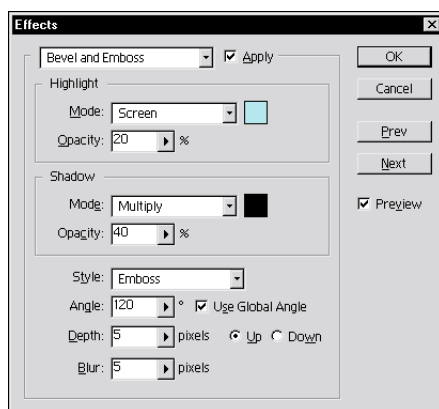 Effects
Bevel and Emboss Apply OK
Highlight Cancel
Mode: Screen
Opacity: 20 % Prev
Next
Shadow
Mode: Multiply Preview
Opacity: 40 %
Style: Emboss
Angle: 120 ° Use Global Angle
Depth: 5 pixels Up Down
Blur: 5 pixels